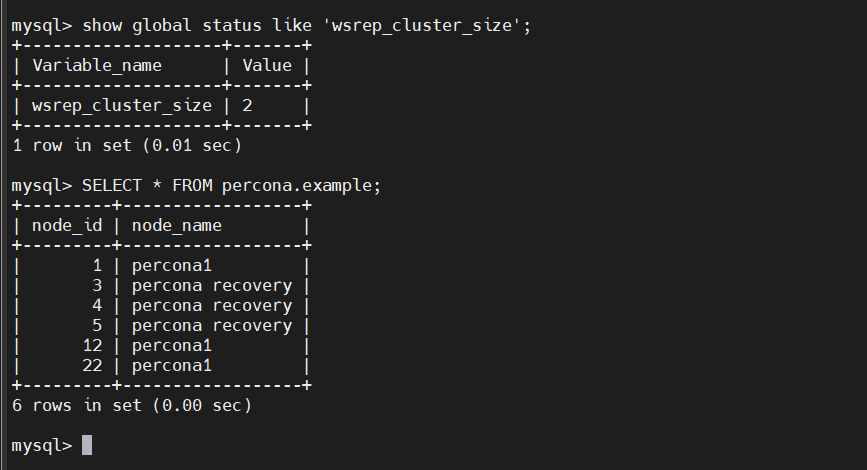 mysql> show global status like 'wsrep_cluster_size';
+--------------------+-------+
| Variable_name      | Value |
+--------------------+-------+
| wsrep_cluster_size | 2     |
+--------------------+-------+
1 row in set (0.01 sec)

mysql> SELECT * FROM percona.example;
+---------+------------------+
| node_id | node_name        |
+---------+------------------+
|       1 | percona1         |
|       3 | percona recovery |
|       4 | percona recovery |
|       5 | percona recovery |
|      12 | percona1         |
|      22 | percona1         |
+---------+------------------+
6 rows in set (0.00 sec)

mysql>